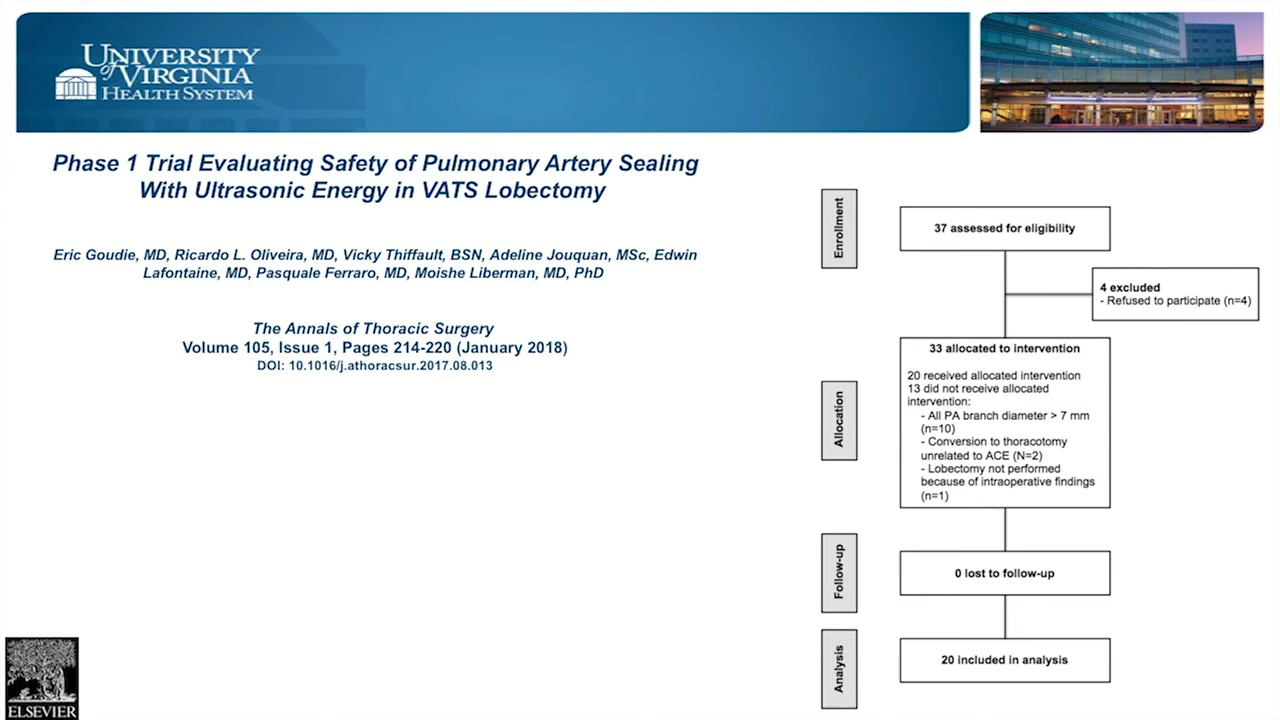 UNIVERSITY
of VIRGINIA
HEALTH SYSTEM
Phase 1 Trial Evaluating Safety of Pulmonary Artery Sealing
With Ultrasonic Energy in VATS Lobectomy
Eric Goudie, MD, Ricardo L. Oliveira, MD, Vicky Thiffault, BSN, Adeline Jouquan, MSc, Edwin
Lafontaine, MD, Pasquale Ferraro, MD, Moishe Liberman, MD, PhD
The Annals of Thoracic Surgery
Volume 105, Issue 1, Pages 214-220 (January 2018)
DOI: 10.1016/j.athoracsur.2017.08.013
ELSEVIER
Enrollment
37 assessed for eligibility
4 excluded
- Refused to participate (n=4)
Allocation
33 allocated to intervention
20 received allocated intervention
13 did not receive allocated
intervention:
- All PA branch diameter > 7 mm
(n=10)
- Conversion to thoracotomy
unrelated to ACE (N=2)
- Lobectomy not performed
because of intraoperative findings
(n=1)
Follow-up
0 lost to follow-up
Analysis
20 included in analysis